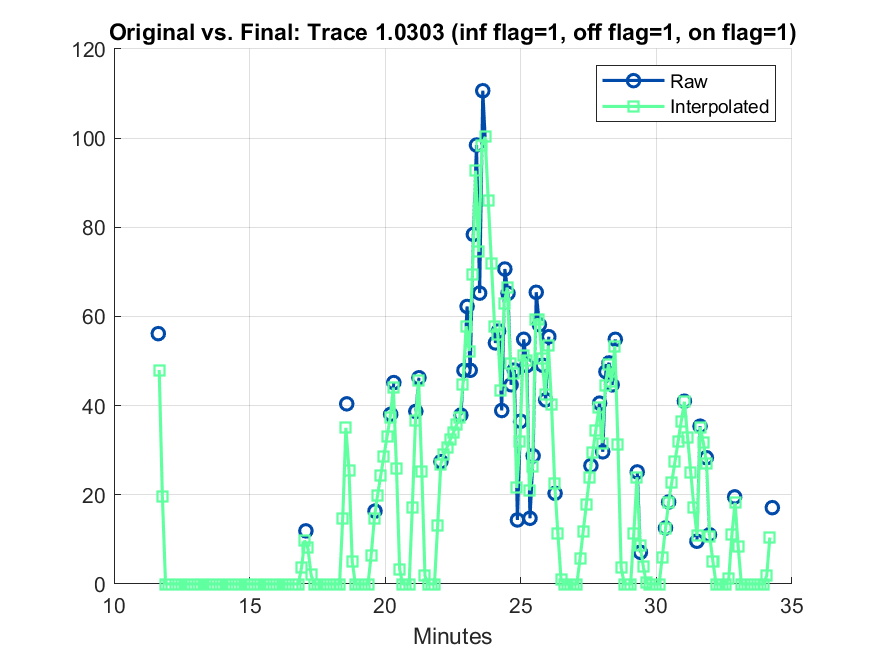 Original vs. Final: Trace 1.0303 (inf flag=1, off flag=1, on flag=1)
120
100
80
60
40
20
0
Raw
Interpolated
10 15 20 25 30 35
Minutes